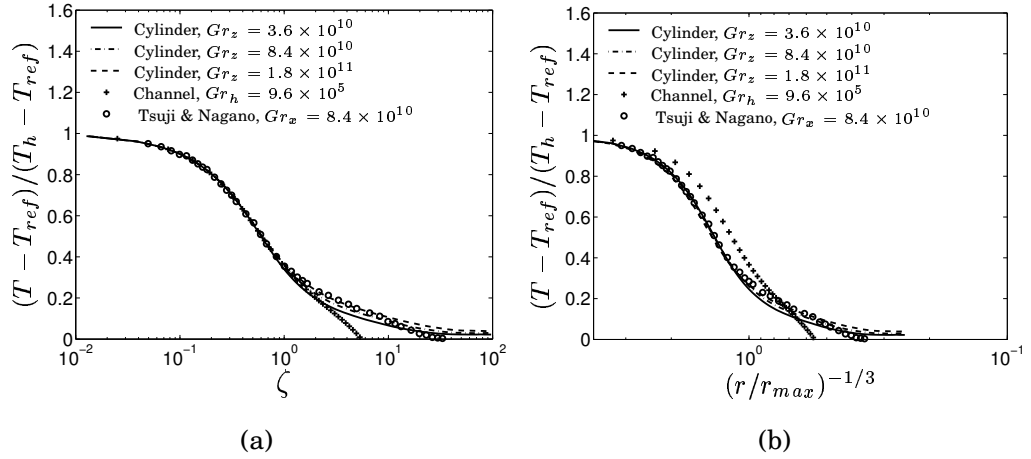 1.6
1.4
1.2
1
0.8
0.6
0.4
0.2
0
(T − T_ref)/(T_h − T_ref)
Cylinder, Gr_z = 3.6 × 10^10
Cylinder, Gr_z = 8.4 × 10^10
Cylinder, Gr_z = 1.8 × 10^11
Channel, Gr_h = 9.6 × 10^5
Tsuji & Nagano, Gr_x = 8.4 × 10^10
10^−2
10^−1
10^0
10^1
10^2
ζ
(a)
1.6
1.4
1.2
1
0.8
0.6
0.4
0.2
0
(T − T_ref)/(T_h − T_ref)
Cylinder, Gr_z = 3.6 × 10^10
Cylinder, Gr_z = 8.4 × 10^10
Cylinder, Gr_z = 1.8 × 10^11
Channel, Gr_h = 9.6 × 10^5
Tsuji & Nagano, Gr_x = 8.4 × 10^10
10^0
10^−1
(r/r_max)^−1/3
(b)